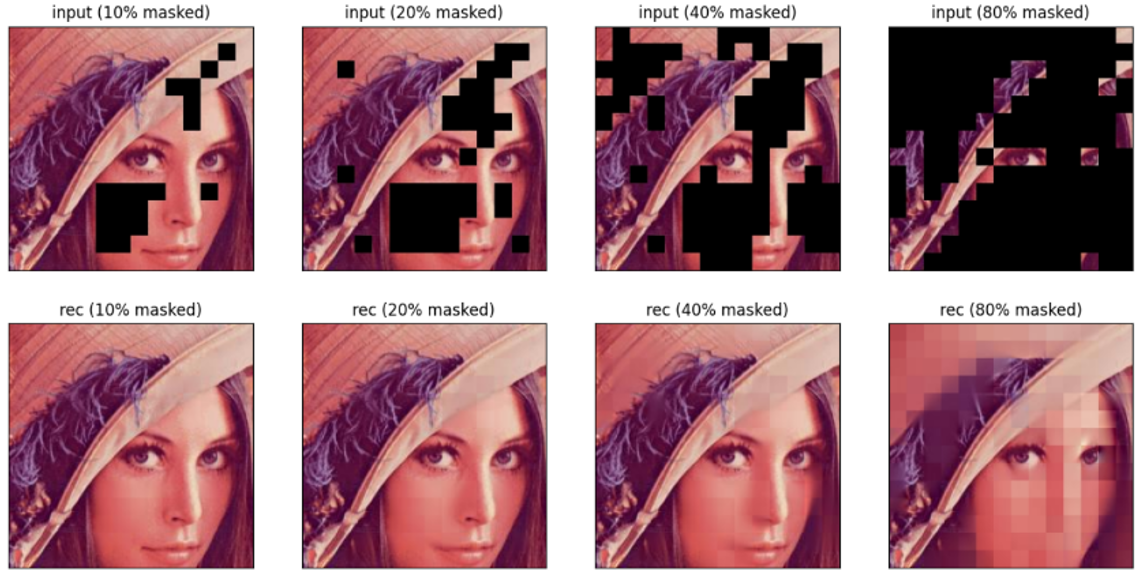 input (10% masked)
input (20% masked)
input (40% masked)
input (80% masked)
rec (10% masked)
rec (20% masked)
rec (40% masked)
rec (80% masked)